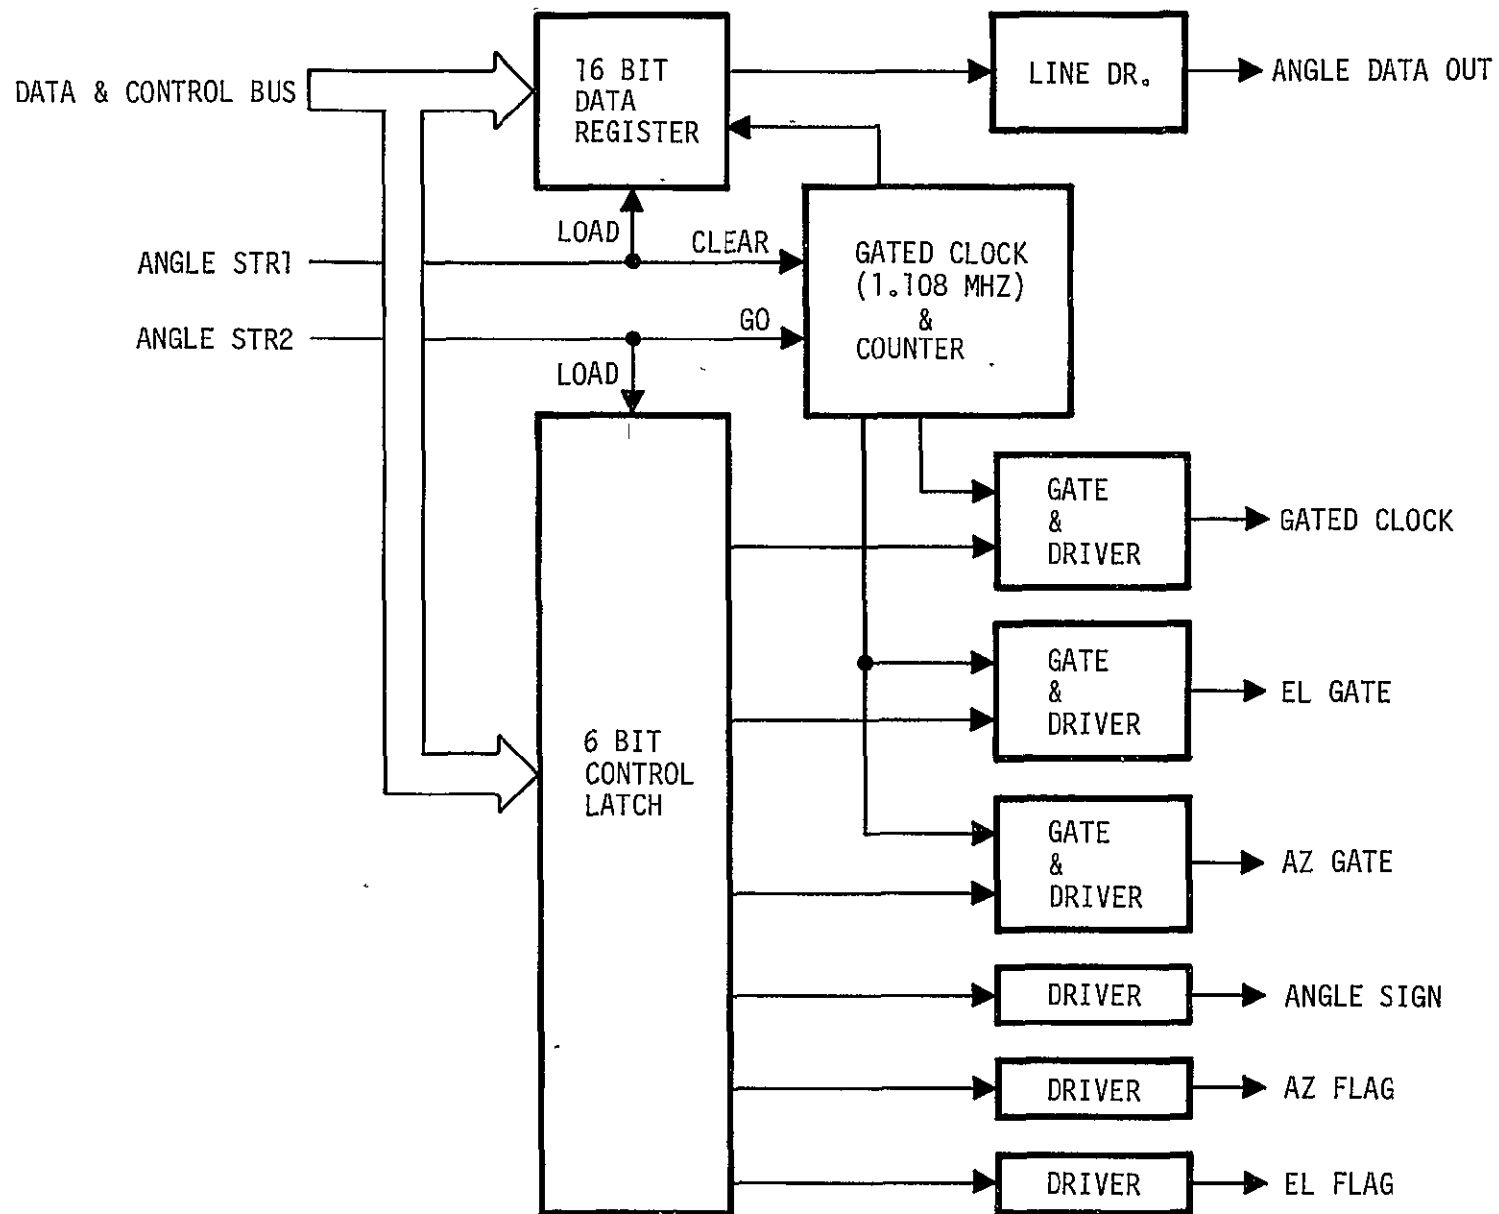 DATA & CONTROL BUS
16 BIT
DATA
REGISTER
LINE DR.
ANGLE DATA OUT
LOAD
CLEAR
ANGLE STR1
GATED CLOCK
(1.108 MHZ)
&
COUNTER
GO
ANGLE STR2
LOAD
GATE
&
DRIVER
GATED CLOCK
GATE
&
DRIVER
EL GATE
6 BIT
CONTROL
LATCH
GATE
&
DRIVER
AZ GATE
DRIVER
ANGLE SIGN
DRIVER
AZ FLAG
DRIVER
EL FLAG